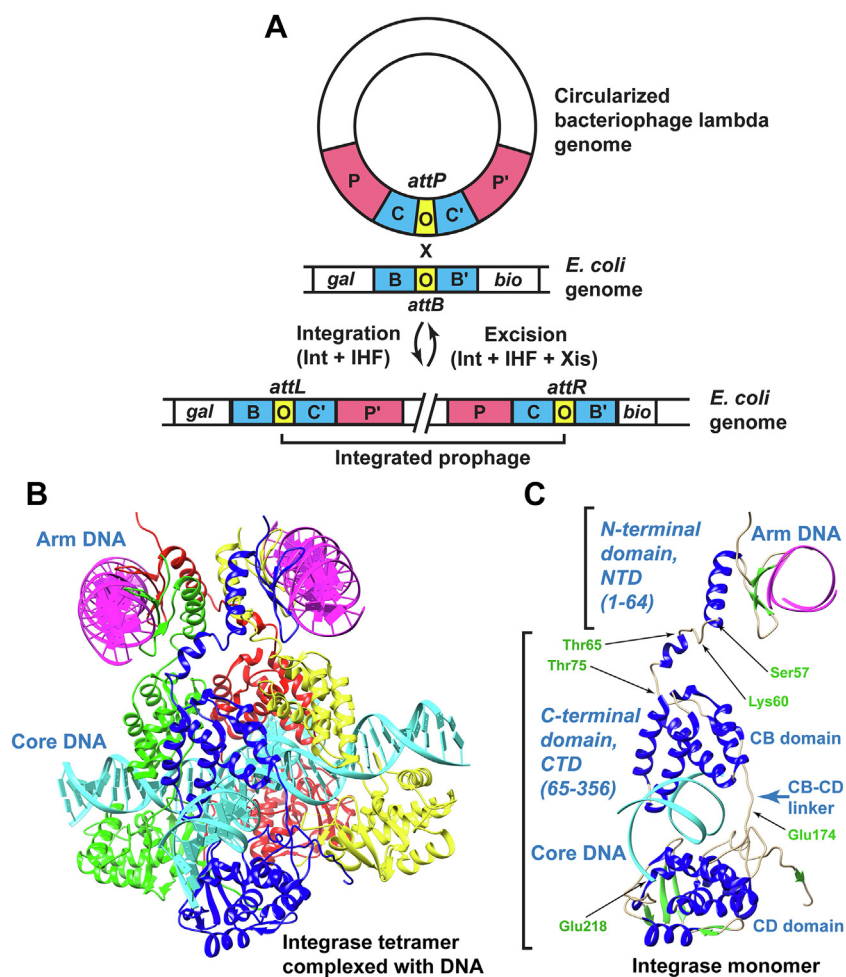 A
Circularized
bacteriophage lambda
genome
attP
P
P'
C
O
C'
X
gal
B
O
B'
bio
E. coli
genome
attB
Integration
(Int + IHF)
Excision
(Int + IHF + Xis)
attL
attR
gal
B
O
C'
P'
P
C
O
B'
bio
E. coli
genome
Integrated prophage
B
Arm DNA
Core DNA
Integrase tetramer
complexed with DNA
C
N-terminal
domain,
NTD
(1-64)
Arm DNA
Thr65
Thr75
Ser57
Lys60
C-terminal
domain,
CTD
(65-356)
CB domain
CB-CD
linker
Glu174
Core DNA
Glu218
CD domain
Integrase monomer